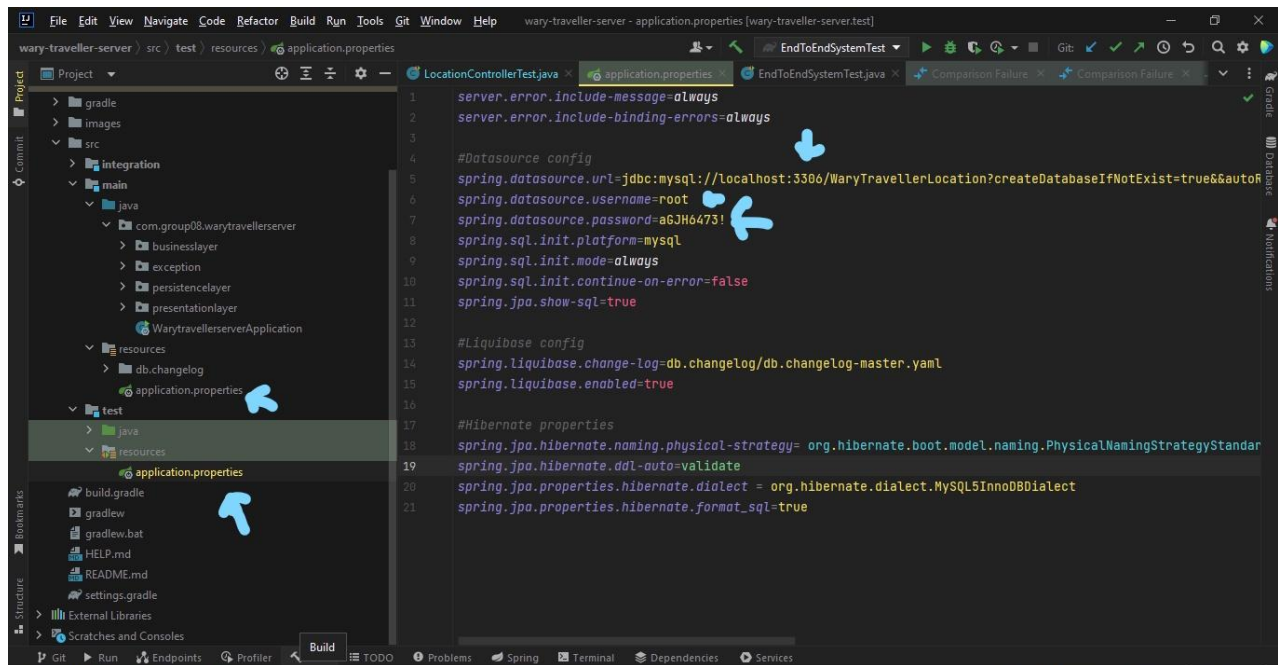 File Edit View Navigate Code Refactor Build Run Tools Git Window Help wary-traveller-server - application.properties [wary-traveller-server.test]
wary-traveller-server src test resources application.properties EndToEndSystemTest Git:
Project LocationControllerTest.java application.properties EndToEndSystemTest.java Comparison Failure Comparison Failure
gradle
images
src
integration
main
java
com.group08.warytravellerserver
businesslayer
exception
persistencelayer
presentationlayer
WarytravellerserverApplication
resources
db.changelog
application.properties
test
java
resources
application.properties
build.gradle
gradlew
gradlew.bat
HELP.md
README.md
settings.gradle
External Libraries
Scratches and Consoles
1 server.error.include-message=always
2 server.error.include-binding-errors=always
3
4 #Datasource config
5 spring.datasource.url=jdbc:mysql://localhost:3306/WaryTravellerLocation?createDatabaseIfNotExist=true&&autoR
6 spring.datasource.username=root
7 spring.datasource.password=aGJH6473!
8 spring.sql.init.platform=mysql
9 spring.sql.init.mode=always
10 spring.sql.init.continue-on-error=false
11 spring.jpa.show-sql=true
12
13 #Liquibase config
14 spring.liquibase.change-log=db.changelog/db.changelog-master.yaml
15 spring.liquibase.enabled=true
16
17 #Hibernate properties
18 spring.jpa.hibernate.naming.physical-strategy= org.hibernate.boot.model.naming.PhysicalNamingStrategyStandar
19 spring.jpa.hibernate.ddl-auto=validate
20 spring.jpa.properties.hibernate.dialect = org.hibernate.dialect.MySQL5InnoDBDialect
21 spring.jpa.properties.hibernate.format_sql=true
Project
Commit
Bookmarks
Structure
Gradle
Database
Notifications
Build
Git Run Endpoints Profiler TODO Problems Spring Terminal Dependencies Services